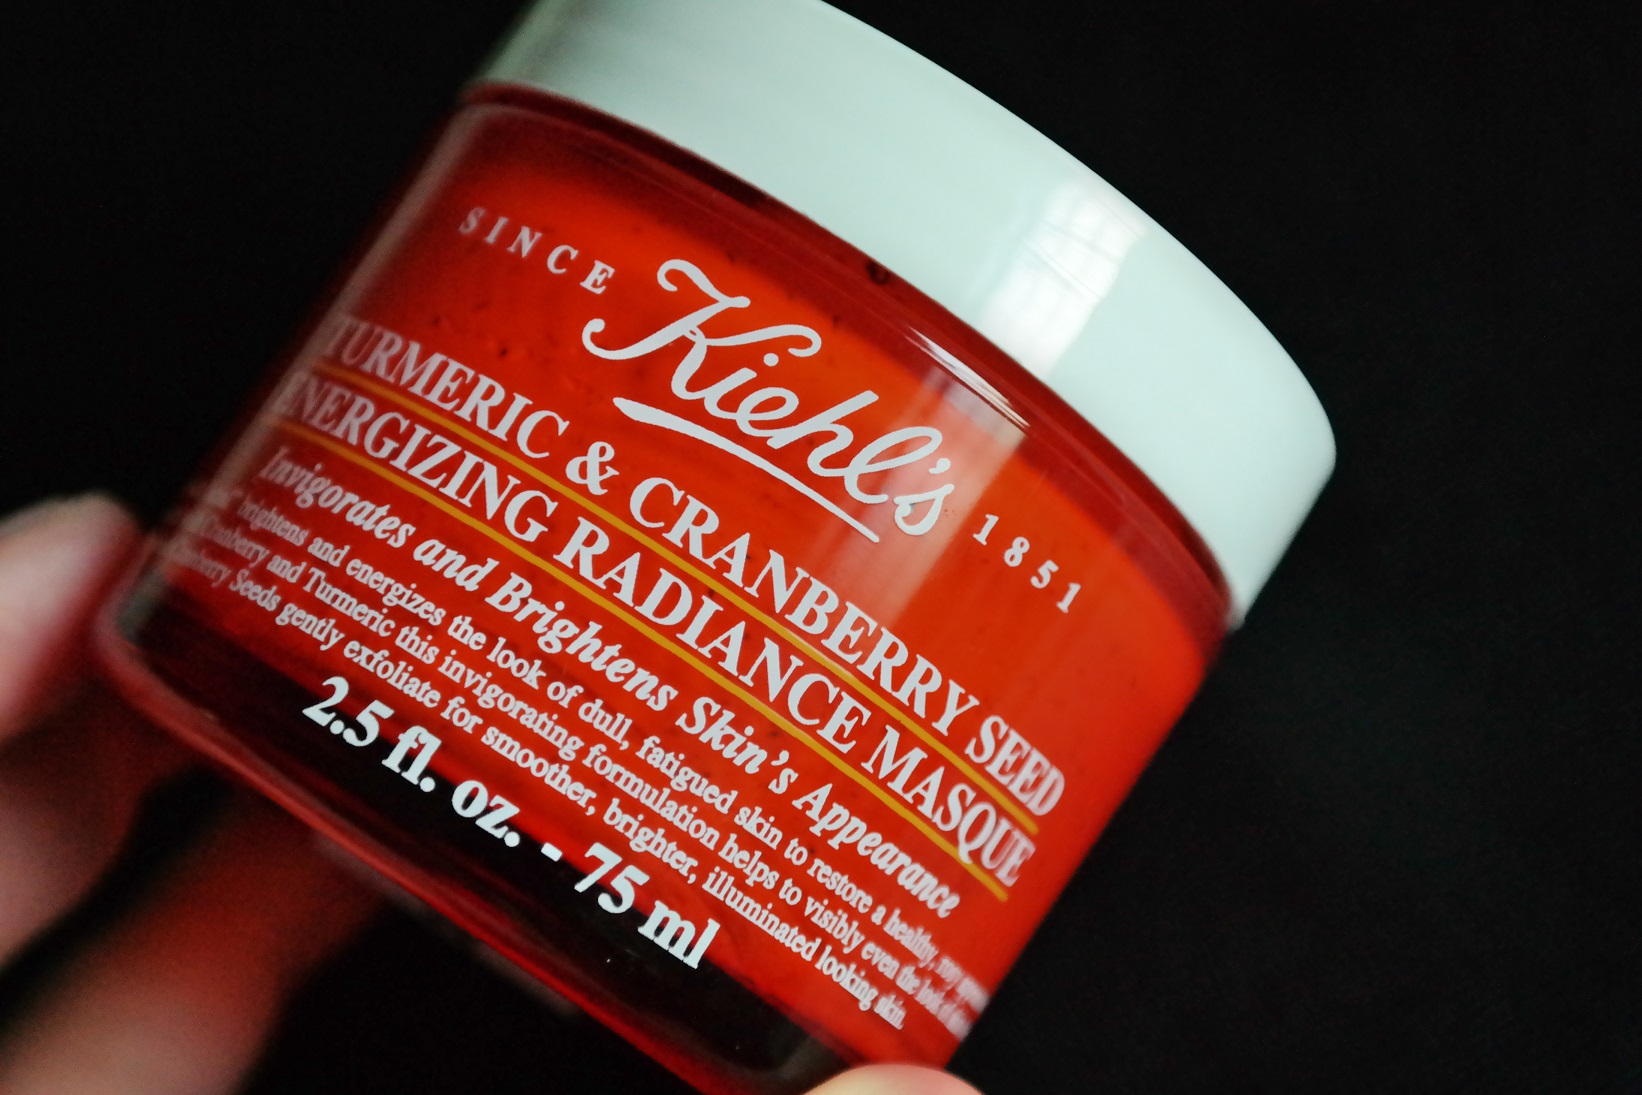 SINCE Kiehl's 1851
TURMERIC & CRANBERRY SEED
ENERGIZING RADIANCE MASQUE
Invigorates and Brightens Skin's Appearance
brightens and energizes the look of dull, fatigued skin to restore a healthy, rosy
Cranberry and Turmeric this invigorating formulation helps to visibly even the look of
Seeds gently exfoliate for smoother, brighter, illuminated looking skin.
2.5 fl. oz. - 75 ml